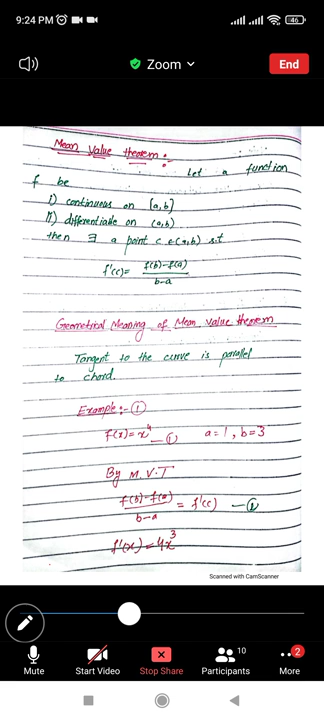 9:24 PM
46
Zoom
End
Mean Value theorem:-
Let a function
f be
I) continuous on [a,b]
II) differentiable on (a,b)
then ∃ a point c ∈ (a,b) s.t
f'(c) = f(b)-f(a)
b-a
Geometrical Meaning of Mean Value theorem
Tangent to the curve is parallel
to chord.
Example:- ①
f(x) = x⁴ — ① a = 1, b = 3
By M.V.T
f(b) - f(a) = f'(c) — ②
b-a
f'(x) = 4x³
Scanned with CamScanner
Mute
Start Video
Stop Share
10
Participants
2
More